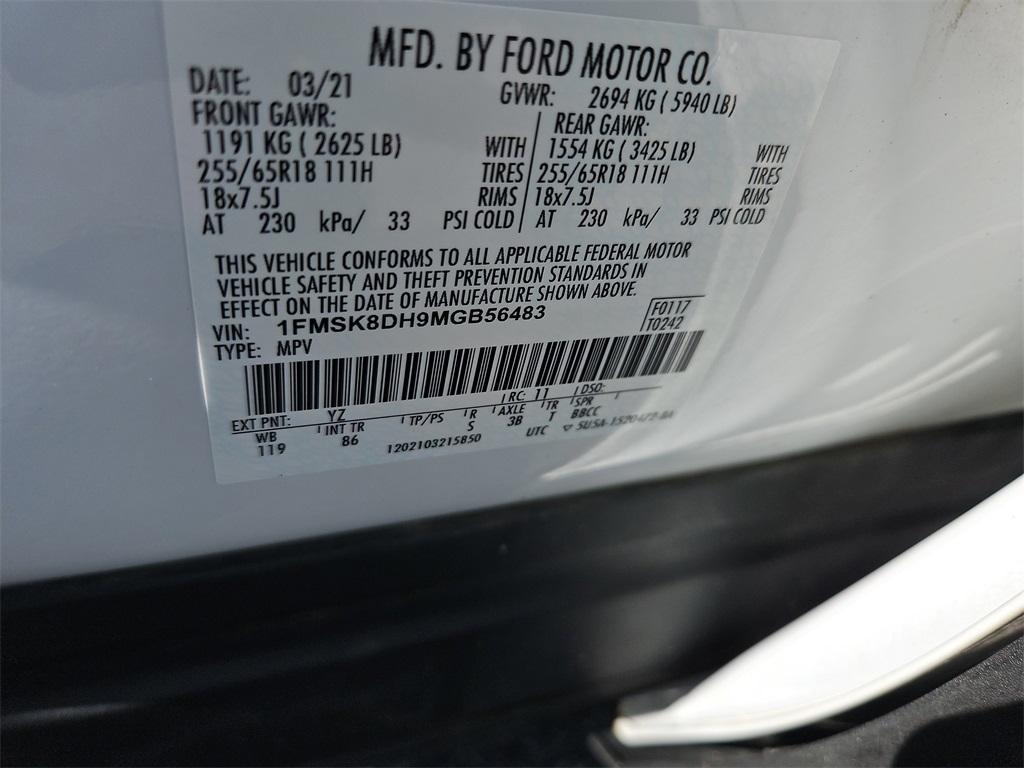 MFD. BY FORD MOTOR CO.
DATE: 03/21 GVWR: 2694 KG ( 5940 LB)
FRONT GAWR: REAR GAWR:
1191 KG ( 2625 LB) WITH 1554 KG ( 3425 LB) WITH
255/65R18 111H TIRES 255/65R18 111H TIRES
18x7.5J RIMS 18x7.5J RIMS
AT 230 kPa/ 33 PSI COLD AT 230 kPa/ 33 PSI COLD
THIS VEHICLE CONFORMS TO ALL APPLICABLE FEDERAL MOTOR
VEHICLE SAFETY AND THEFT PREVENTION STANDARDS IN
EFFECT ON THE DATE OF MANUFACTURE SHOWN ABOVE.
VIN: 1FMSK8DH9MGB56483 F0117
TYPE: MPV T0242
EXT PNT: YZ RC: 11 DSO:
WB INT TR TP/PS R AXLE TR SPR
119 86 S 3B T BBCC
1202103215850 UTC